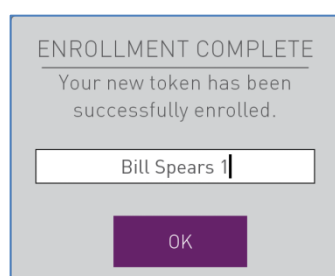 ENROLLMENT COMPLETE
Your new token has been
successfully enrolled.
Bill Spears 1
OK